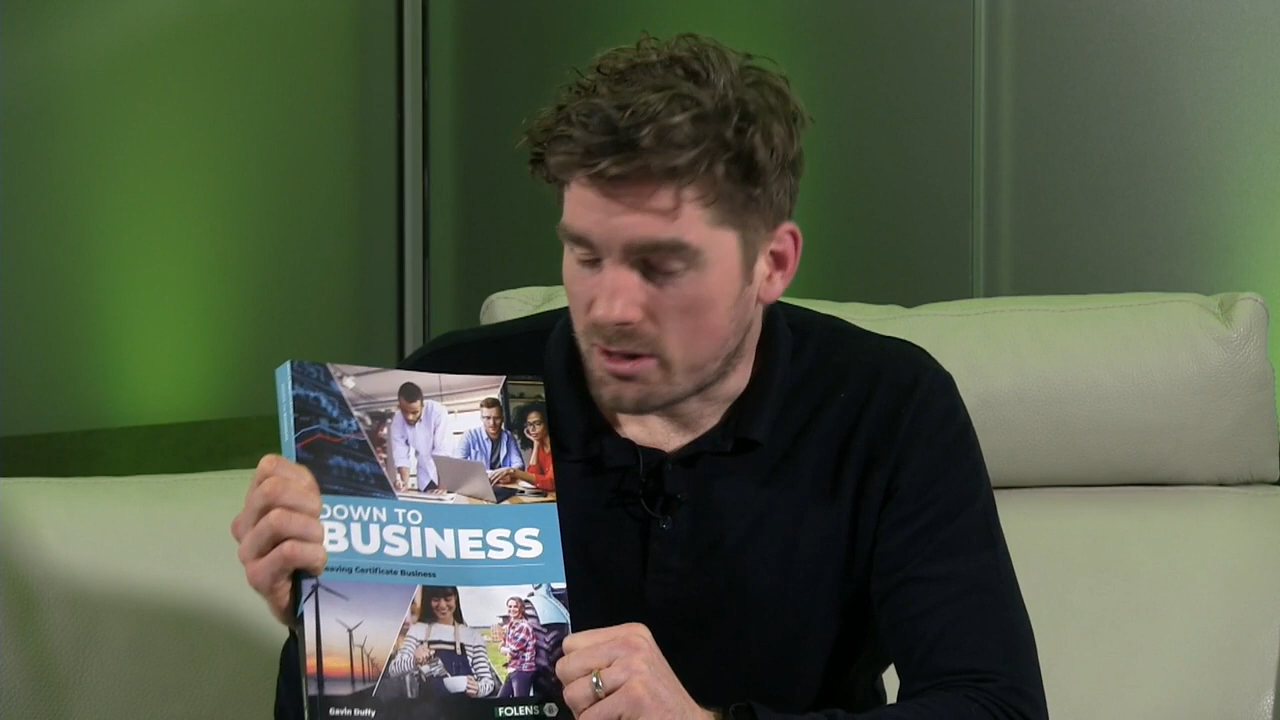 DOWN TO
BUSINESS
eaving Certificate Business
Gavin Duffy
FOLENS